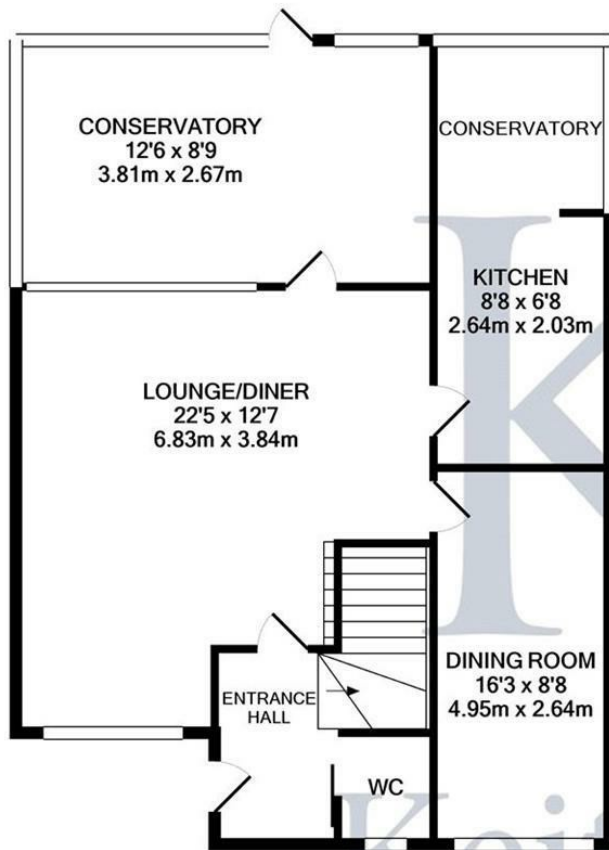 CONSERVATORY
12'6 x 8'9
3.81m x 2.67m
CONSERVATORY
KITCHEN
8'8 x 6'8
2.64m x 2.03m
LOUNGE/DINER
22'5 x 12'7
6.83m x 3.84m
DINING ROOM
16'3 x 8'8
4.95m x 2.64m
ENTRANCE
HALL
WC
K